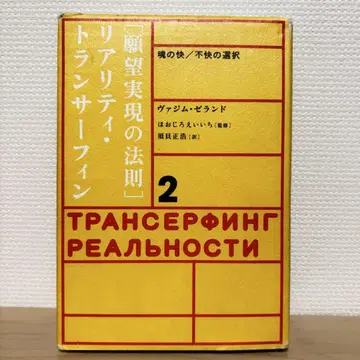 ［願望実現の法則］
リアリティ・
トランサーフィン
魂の快／不快の選択
ヴァジム・ゼランド
ほおじろえいいち［監修］
須貝正浩［訳］
2
ТРАНСЕРФИНГ
РЕАЛЬНОСТИ